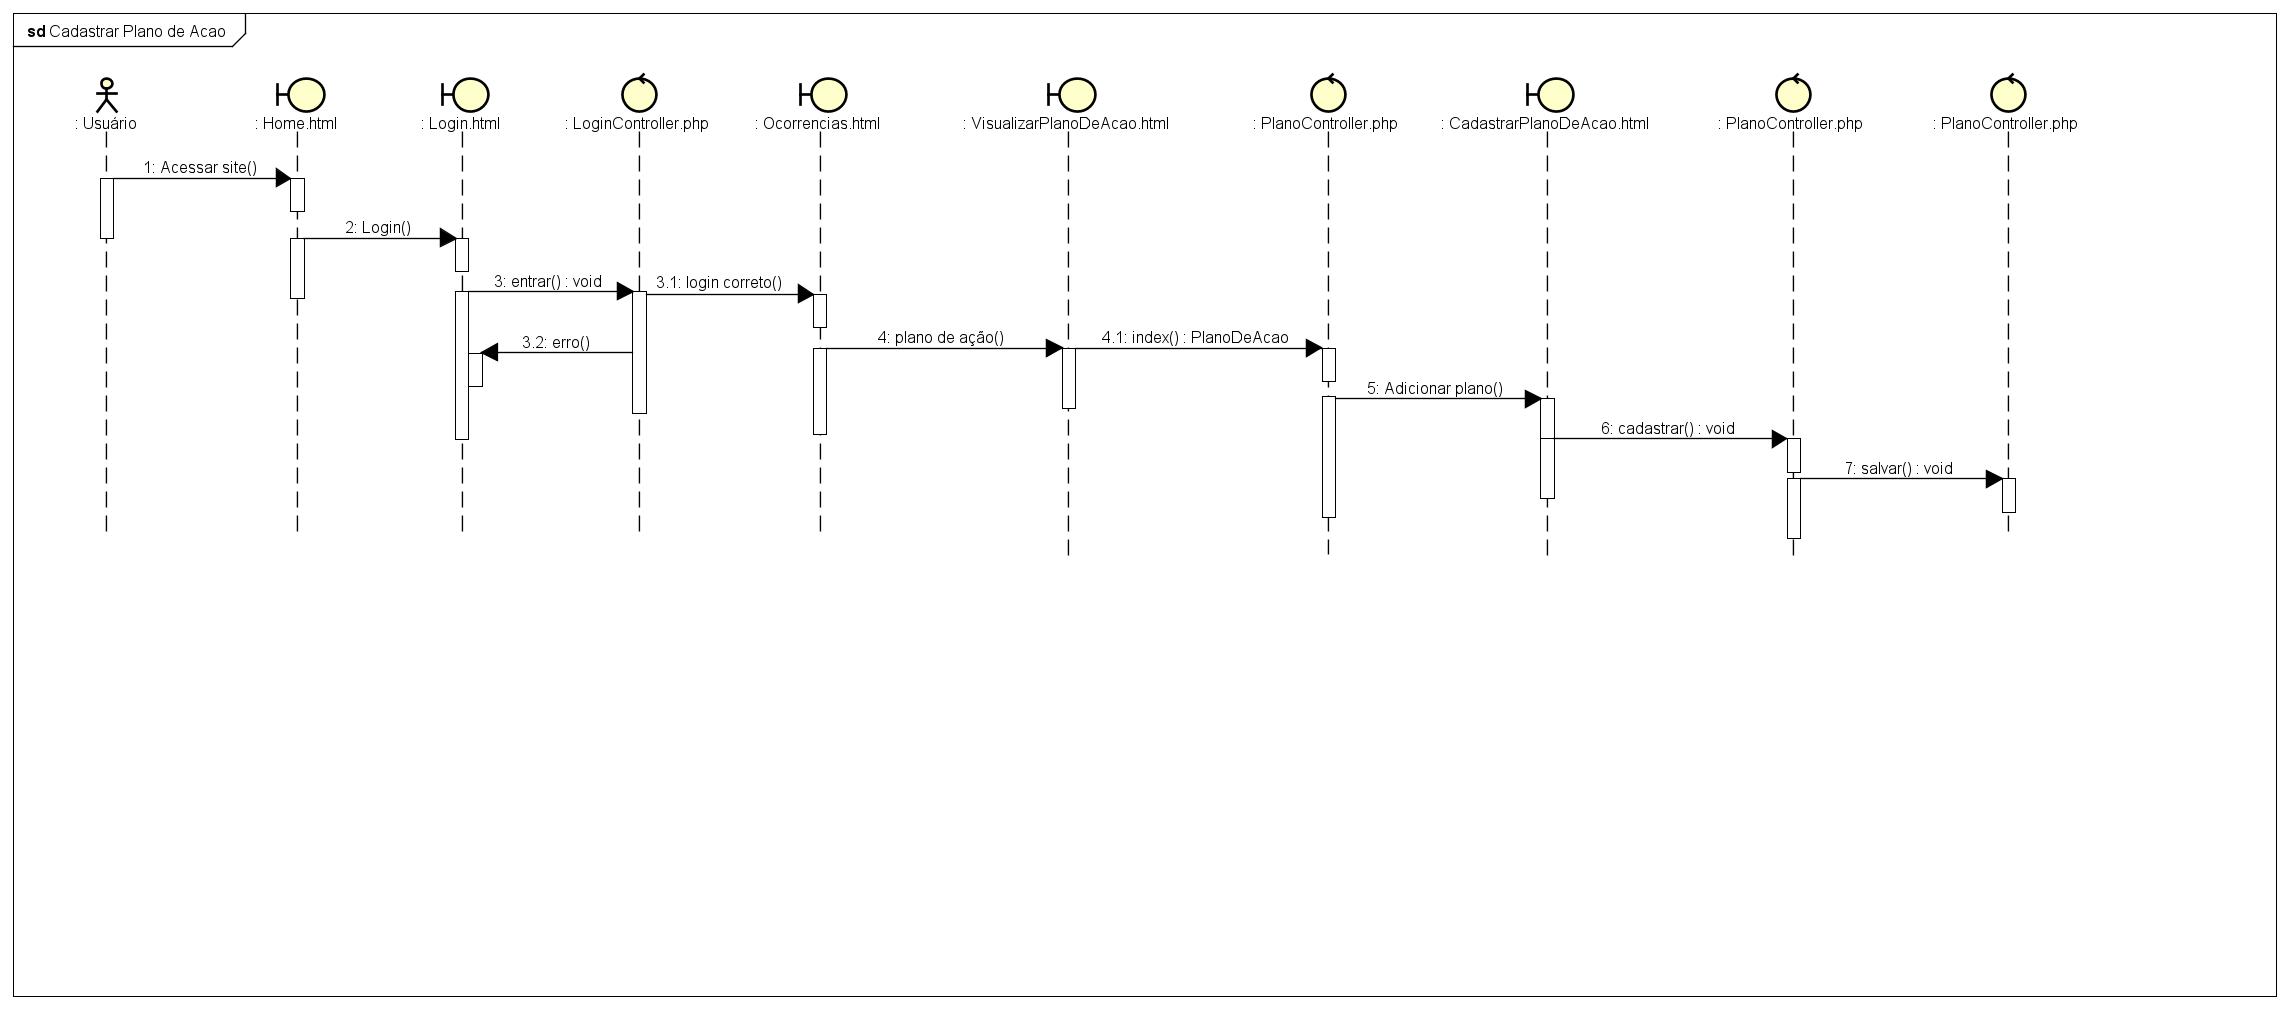 sd Cadastrar Plano de Acao
: Usuário
: Home.html
: Login.html
: LoginController.php
: Ocorrencias.html
: VisualizarPlanoDeAcao.html
: PlanoController.php
: CadastrarPlanoDeAcao.html
: PlanoController.php
: PlanoController.php
1: Acessar site()
2: Login()
3: entrar() : void
3.1: login correto()
3.2: erro()
4: plano de ação()
4.1: index() : PlanoDeAcao
5: Adicionar plano()
6: cadastrar() : void
7: salvar() : void